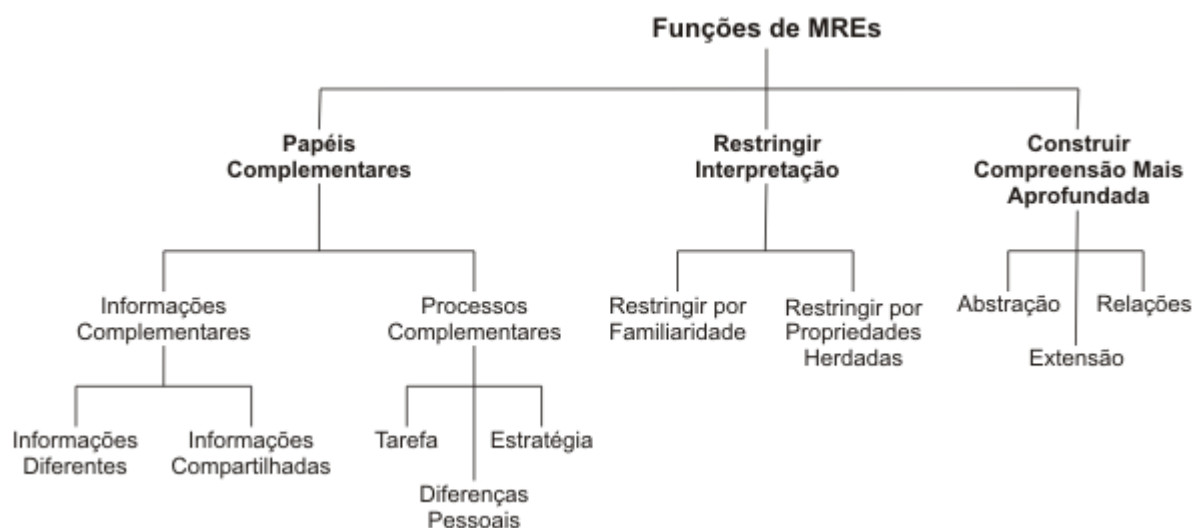 Funções de MREs
Papéis
Complementares
Restringir
Interpretação
Construir
Compreensão Mais
Aprofundada
Informações
Complementares
Processos
Complementares
Restringir por
Familiaridade
Restringir por
Propriedades
Herdadas
Abstração
Relações
Extensão
Informações
Diferentes
Informações
Compartilhadas
Tarefa
Estratégia
Diferenças
Pessoais